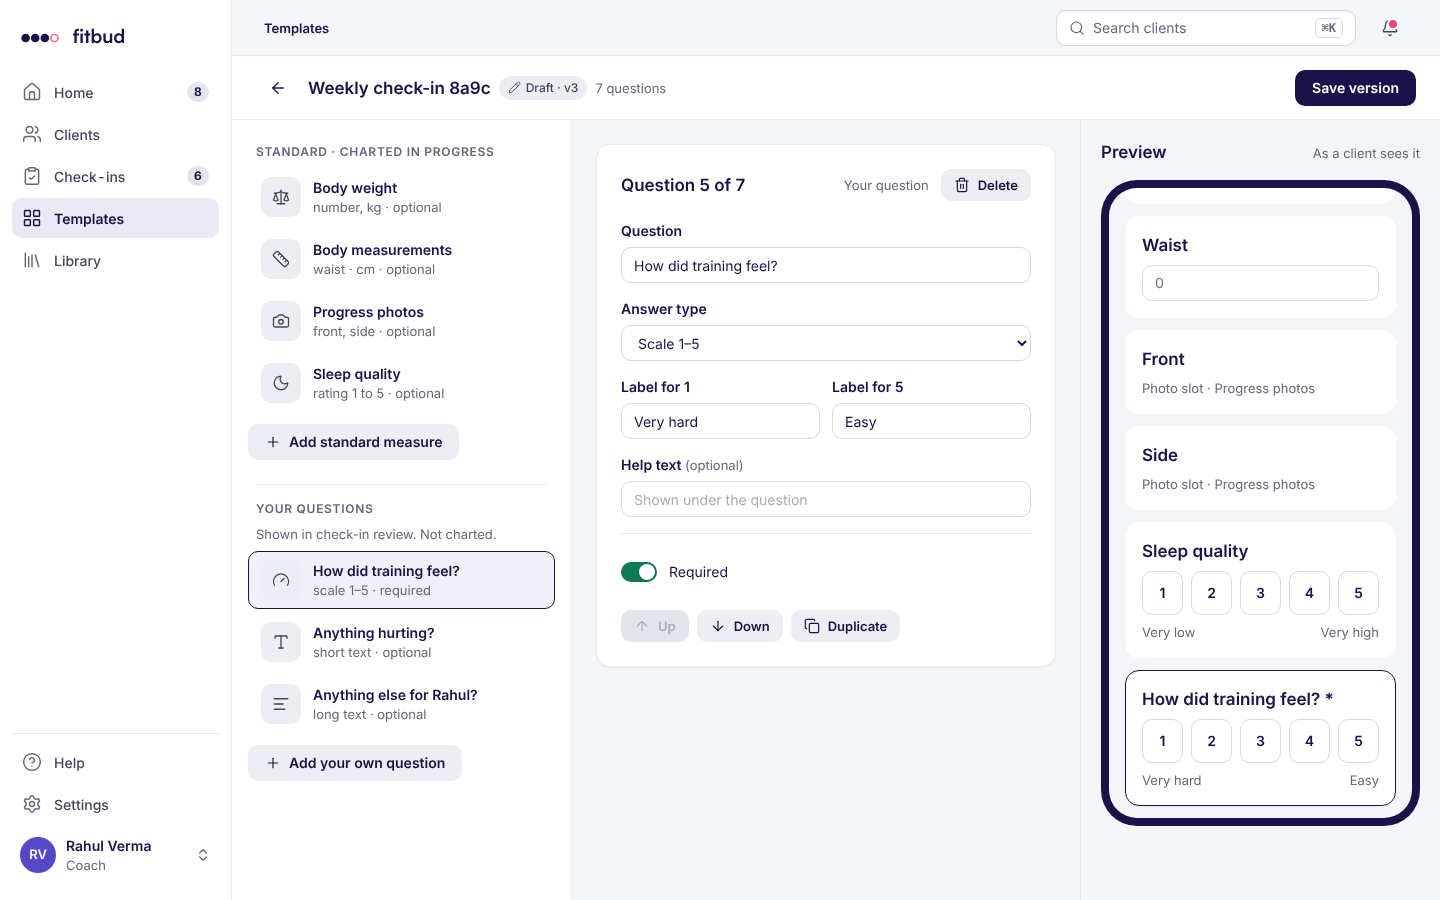 fitbud
Home 8
Clients
Check-ins 6
Templates
Library
Help
Settings
RV
Rahul Verma
Coach
Templates
Search clients ⌘K
Weekly check-in 8a9c
Draft · v3
7 questions
Save version
STANDARD · CHARTED IN PROGRESS
Body weight
number, kg · optional
Body measurements
waist · cm · optional
Progress photos
front, side · optional
Sleep quality
rating 1 to 5 · optional
Add standard measure
YOUR QUESTIONS
Shown in check-in review. Not charted.
How did training feel?
scale 1–5 · required
Anything hurting?
short text · optional
Anything else for Rahul?
long text · optional
Add your own question
Question 5 of 7
Your question
Delete
Question
How did training feel?
Answer type
Scale 1–5
Label for 1
Label for 5
Very hard
Easy
Help text (optional)
Shown under the question
Required
Up
Down
Duplicate
Preview
As a client sees it
Waist
0
Front
Photo slot · Progress photos
Side
Photo slot · Progress photos
Sleep quality
1 2 3 4 5
Very low Very high
How did training feel? *
1 2 3 4 5
Very hard Easy